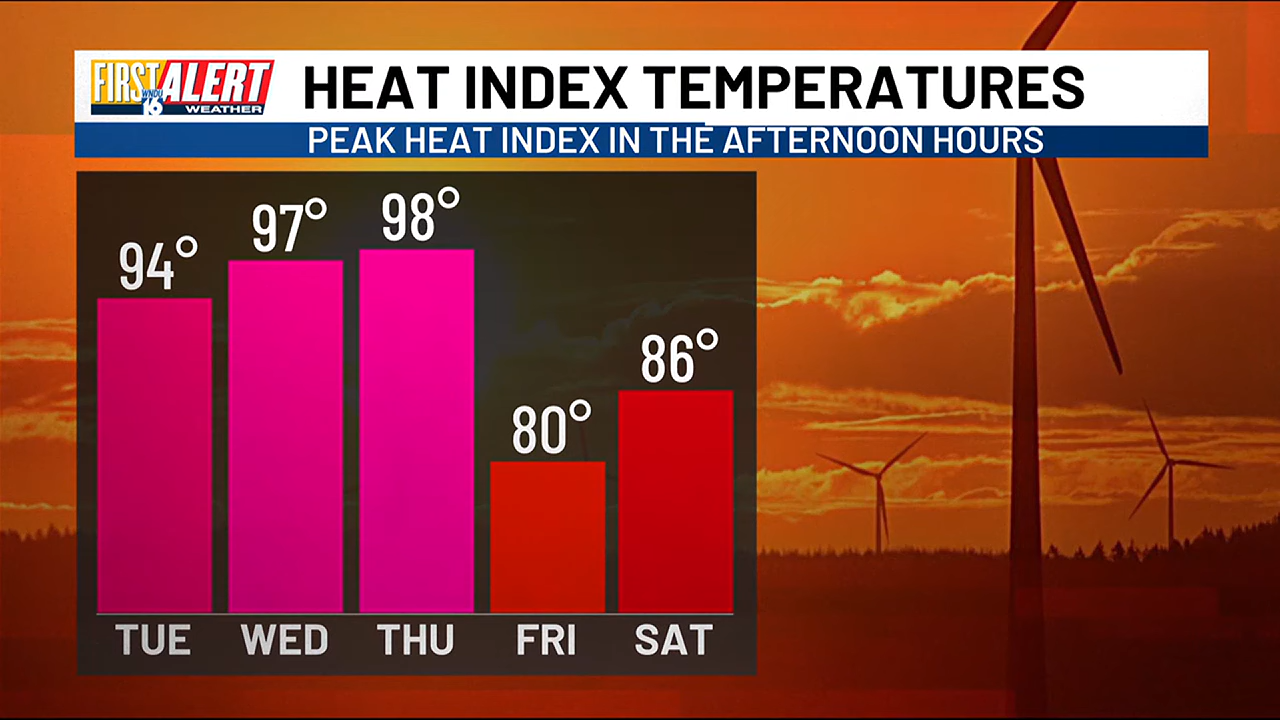 FIRST ALERT
WNDU
16
WEATHER
HEAT INDEX TEMPERATURES
PEAK HEAT INDEX IN THE AFTERNOON HOURS
94° 97° 98° 80° 86°
TUE WED THU FRI SAT